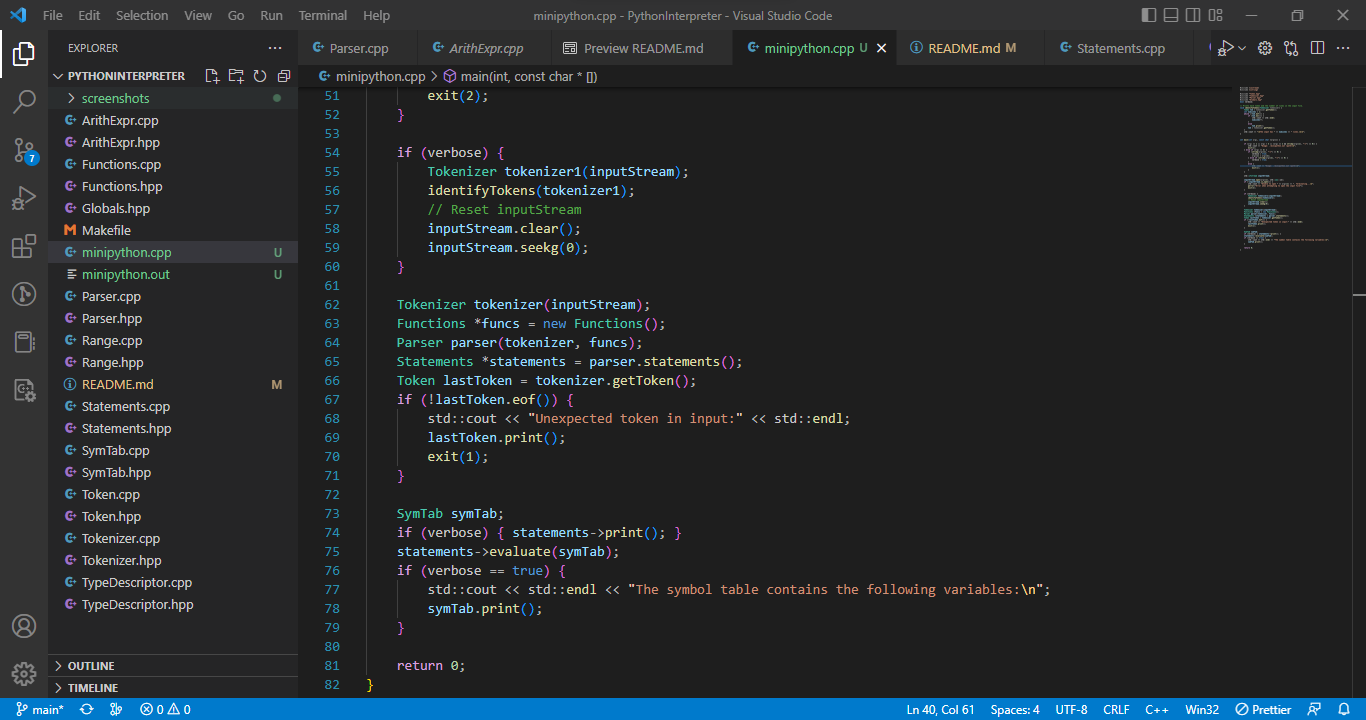 File Edit Selection View Go Run Terminal Help minipython.cpp - PythonInterpreter - Visual Studio Code
EXPLORER
Parser.cpp ArithExpr.cpp Preview README.md minipython.cpp U README.md M Statements.cpp
minipython.cpp > main(int, const char * [])
PYTHONINTERPRETER
screenshots
ArithExpr.cpp
ArithExpr.hpp
Functions.cpp
Functions.hpp
Globals.hpp
Makefile
minipython.cpp U
minipython.out U
Parser.cpp
Parser.hpp
Range.cpp
Range.hpp
README.md M
Statements.cpp
Statements.hpp
SymTab.cpp
SymTab.hpp
Token.cpp
Token.hpp
Tokenizer.cpp
Tokenizer.hpp
TypeDescriptor.cpp
TypeDescriptor.hpp
OUTLINE
TIMELINE
7
51 exit(2);
52 }
53
54 if (verbose) {
55 Tokenizer tokenizer1(inputStream);
56 identifyTokens(tokenizer1);
57 // Reset inputStream
58 inputStream.clear();
59 inputStream.seekg(0);
60 }
61
62 Tokenizer tokenizer(inputStream);
63 Functions *funcs = new Functions();
64 Parser parser(tokenizer, funcs);
65 Statements *statements = parser.statements();
66 Token lastToken = tokenizer.getToken();
67 if (!lastToken.eof()) {
68 std::cout << "Unexpected token in input:" << std::endl;
69 lastToken.print();
70 exit(1);
71 }
72
73 SymTab symTab;
74 if (verbose) { statements->print(); }
75 statements->evaluate(symTab);
76 if (verbose == true) {
77 std::cout << std::endl << "The symbol table contains the following variables:\n";
78 symTab.print();
79 }
80
81 return 0;
82 }
main* 0 0 Ln 40, Col 61 Spaces: 4 UTF-8 CRLF C++ Win32 Prettier